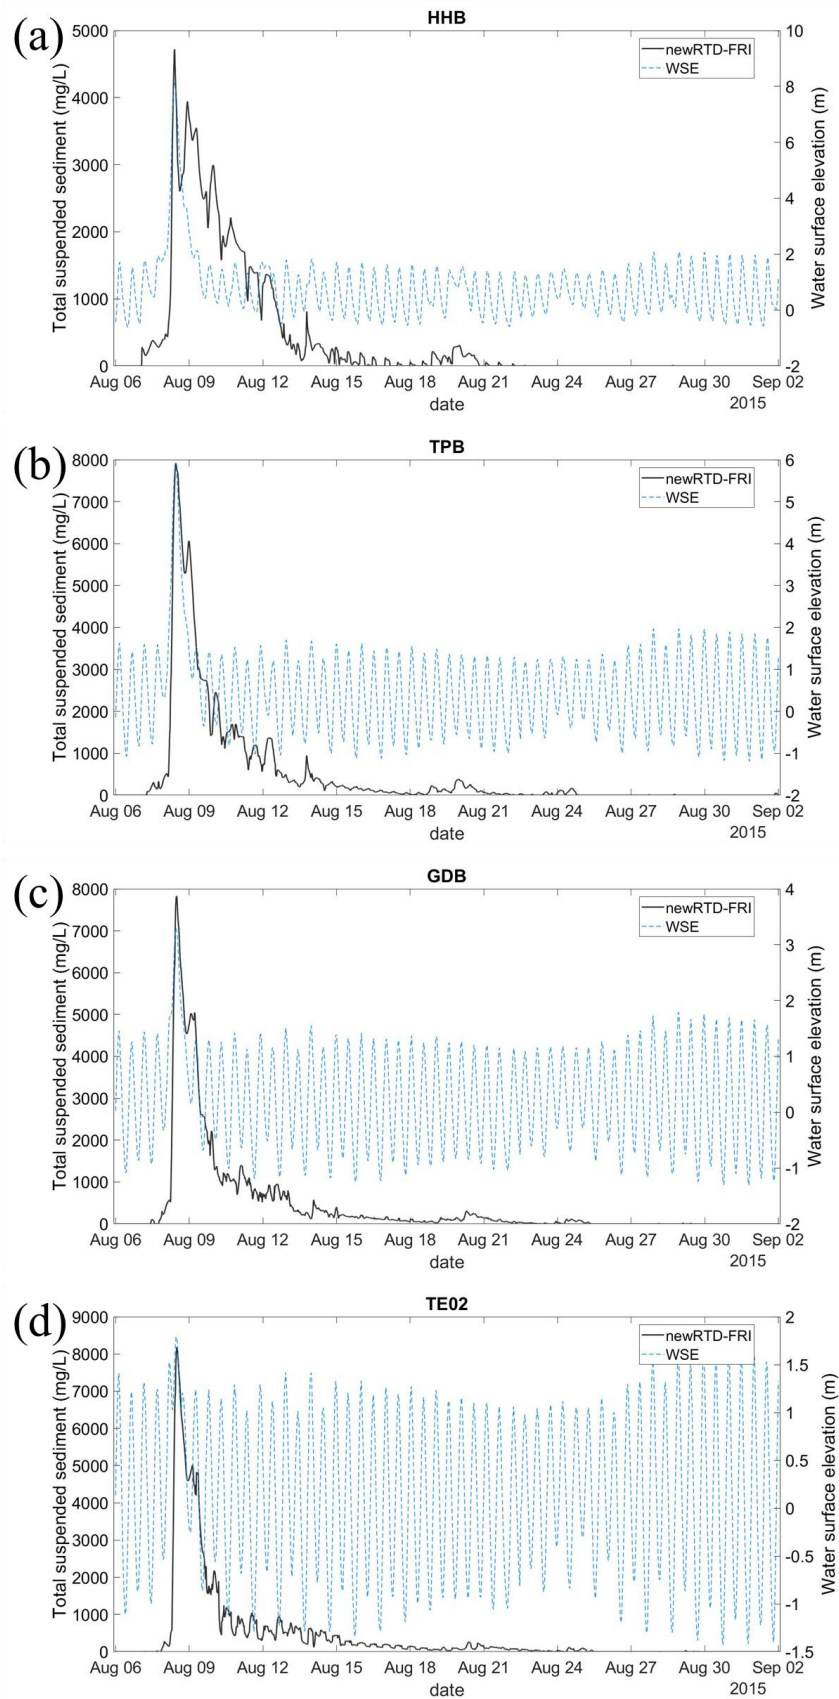 (a)
HHB
Total suspended sediment (mg/L)
5000
4000
3000
2000
1000
0
newRTD-FRI
WSE
10
8
6
4
2
0
-2
Water surface elevation (m)
Aug 06 Aug 09 Aug 12 Aug 15 Aug 18 Aug 21 Aug 24 Aug 27 Aug 30 Sep 02
date
2015
(b)
TPB
Total suspended sediment (mg/L)
8000
7000
6000
5000
4000
3000
2000
1000
0
newRTD-FRI
WSE
6
5
4
3
2
1
0
-1
-2
Water surface elevation (m)
Aug 06 Aug 09 Aug 12 Aug 15 Aug 18 Aug 21 Aug 24 Aug 27 Aug 30 Sep 02
date
2015
(c)
GDB
Total suspended sediment (mg/L)
8000
7000
6000
5000
4000
3000
2000
1000
0
newRTD-FRI
WSE
4
3
2
1
0
-1
-2
Water surface elevation (m)
Aug 06 Aug 09 Aug 12 Aug 15 Aug 18 Aug 21 Aug 24 Aug 27 Aug 30 Sep 02
date
2015
(d)
TE02
Total suspended sediment (mg/L)
9000
8000
7000
6000
5000
4000
3000
2000
1000
0
newRTD-FRI
WSE
2
1.5
1
0.5
0
-0.5
-1
-1.5
Water surface elevation (m)
Aug 06 Aug 09 Aug 12 Aug 15 Aug 18 Aug 21 Aug 24 Aug 27 Aug 30 Sep 02
date
2015